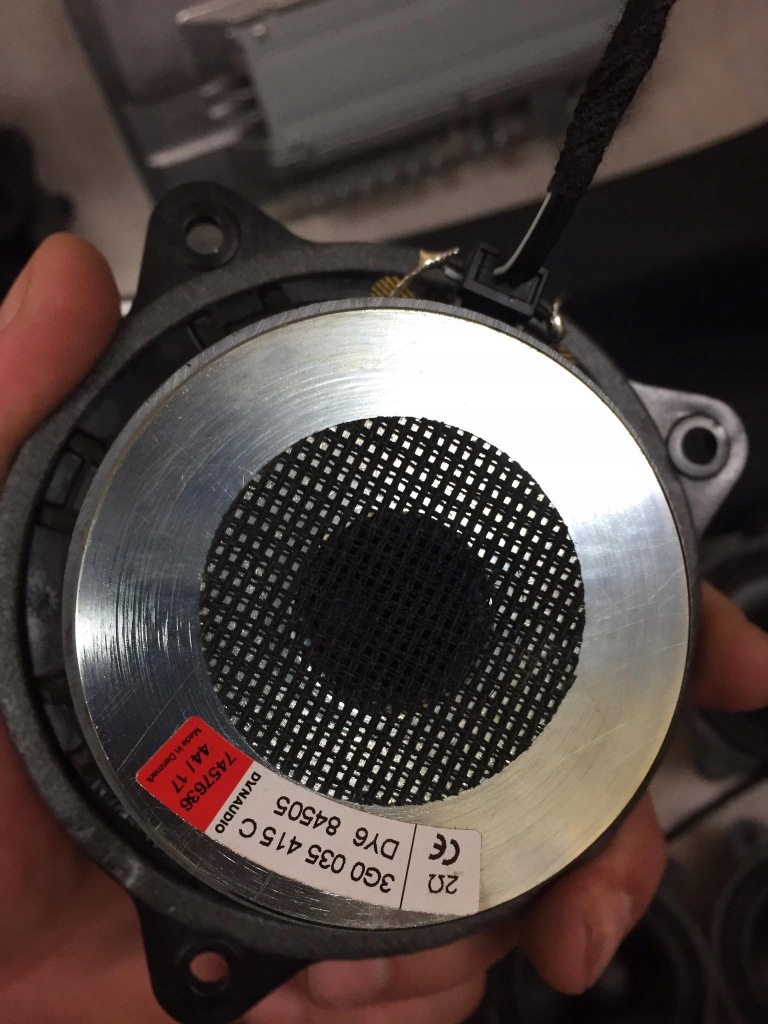 7457636
44/ 17
Made in Denmark
DYNAUDIO
3G0 035 415 C
DY6 84505
2Ω
CE